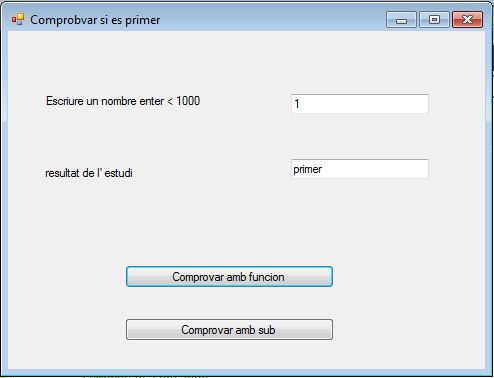 Comprobvar si es primer
Escriure un nombre enter < 1000
1
resultat de l' estudi
primer
Comprovar amb funcion
Comprovar amb sub